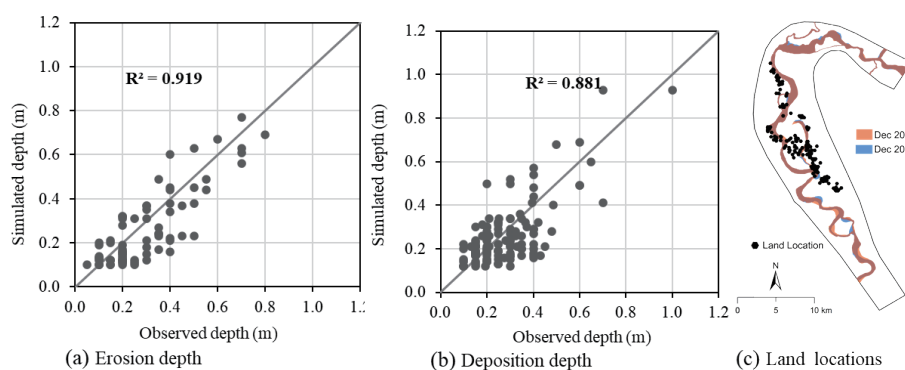 1.2
1.0
0.8
0.6
0.4
0.2
0.0
0.0 0.2 0.4 0.6 0.8 1.0 1.2
Simulated depth (m)
Observed depth (m)
R² = 0.919
(a) Erosion depth
1.2
1.0
0.8
0.6
0.4
0.2
0.0
0.0 0.2 0.4 0.6 0.8 1.0 1.2
Simulated depth (m)
Observed depth (m)
R² = 0.881
(b) Deposition depth
Dec 20
Dec 20
Land Location
N
0 5 10 km
(c) Land locations